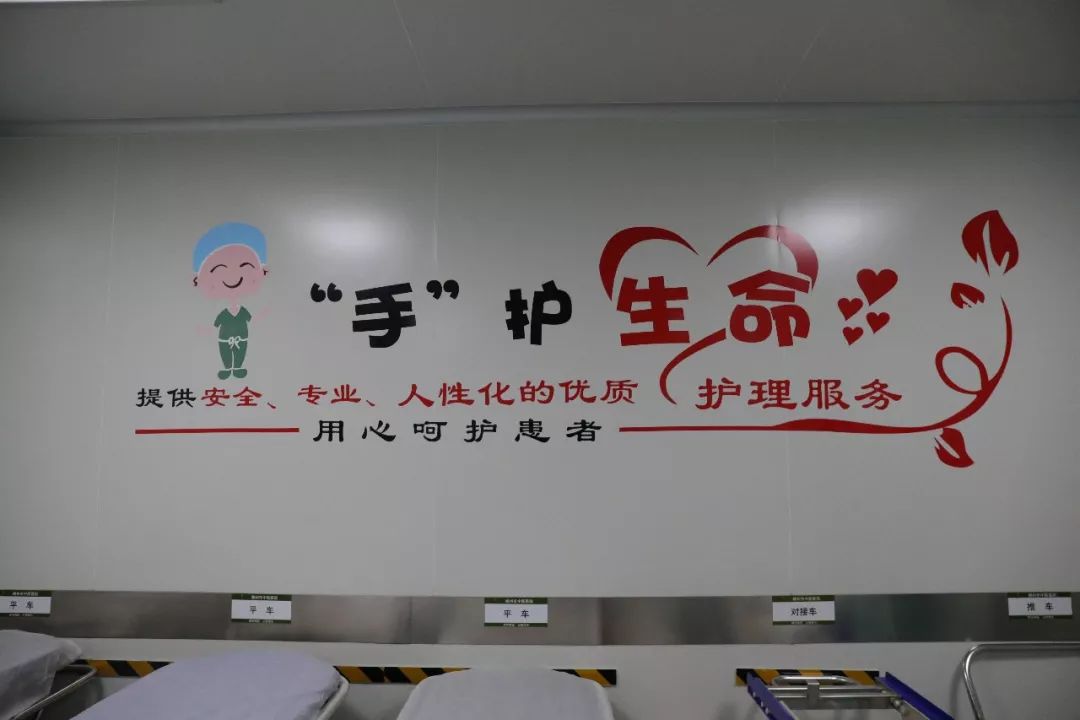 “手”护生命
提供安全、专业、人性化的优质 护理服务
用心呵护患者
平 车
平 车
平 车
对接车
推 车